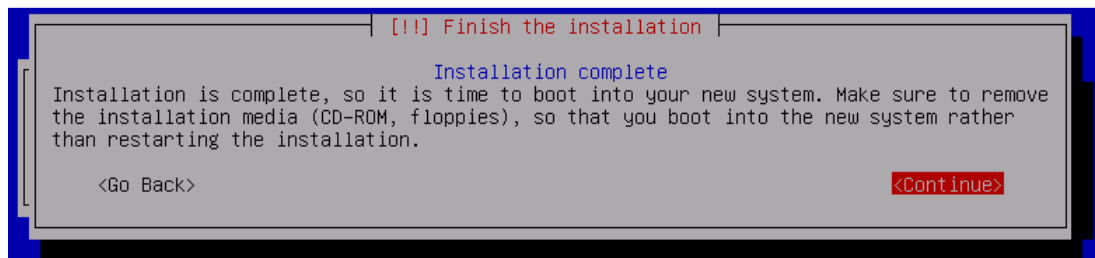 [!!] Finish the installation
Installation complete
Installation is complete, so it is time to boot into your new system. Make sure to remove
the installation media (CD-ROM, floppies), so that you boot into the new system rather
than restarting the installation.
<Go Back> <Continue>